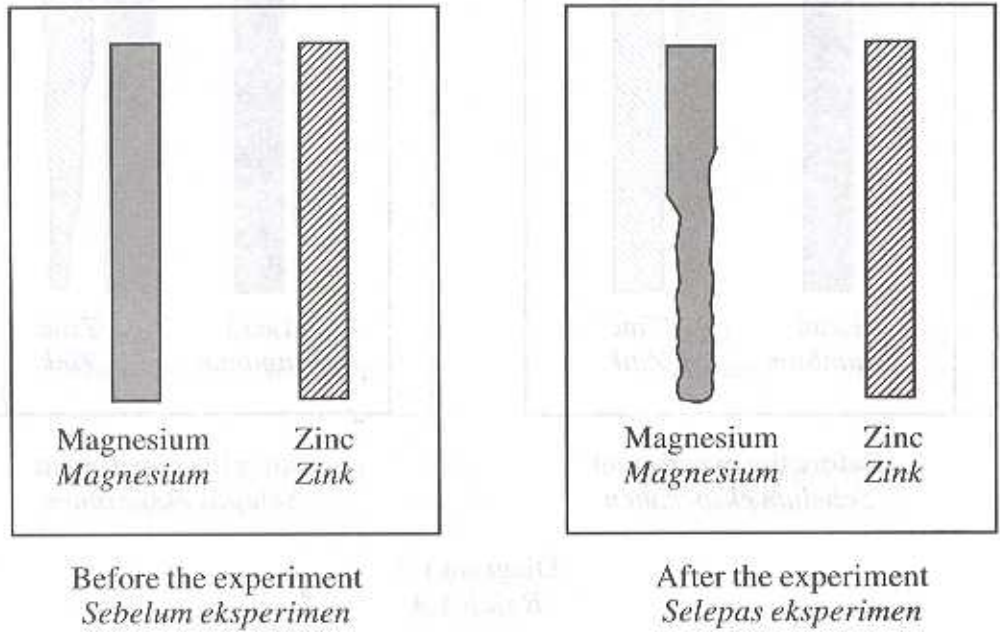 Magnesium
Magnesium
Zinc
Zink
Before the experiment
Sebelum eksperimen
Magnesium
Magnesium
Zinc
Zink
After the experiment
Selepas eksperimen